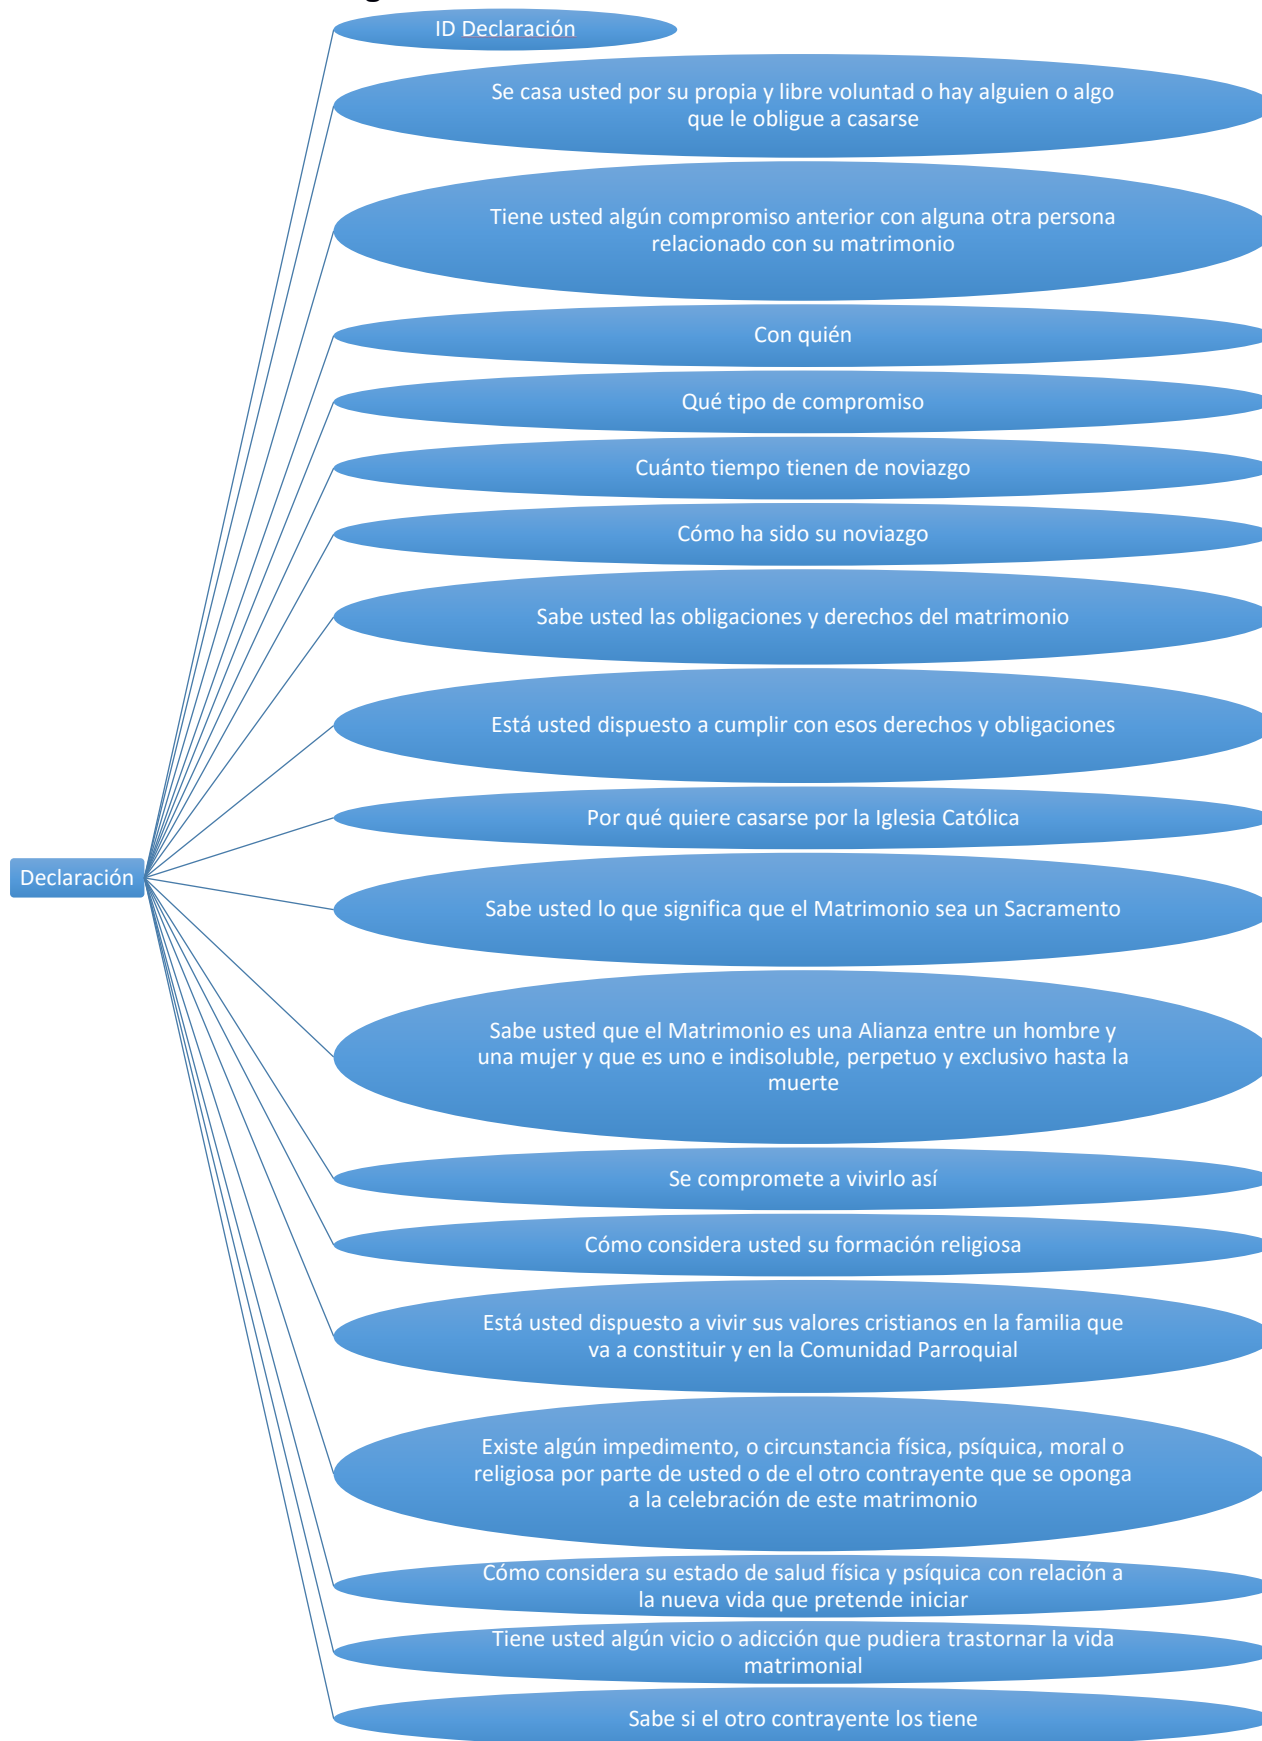 ID Declaración
Se casa usted por su propia y libre voluntad o hay alguien o algo
que le obligue a casarse
Tiene usted algún compromiso anterior con alguna otra persona
relacionado con su matrimonio
Con quién
Qué tipo de compromiso
Cuánto tiempo tienen de noviazgo
Cómo ha sido su noviazgo
Sabe usted las obligaciones y derechos del matrimonio
Está usted dispuesto a cumplir con esos derechos y obligaciones
Por qué quiere casarse por la Iglesia Católica
Declaración
Sabe usted lo que significa que el Matrimonio sea un Sacramento
Sabe usted que el Matrimonio es una Alianza entre un hombre y
una mujer y que es uno e indisoluble, perpetuo y exclusivo hasta la
muerte
Se compromete a vivirlo así
Cómo considera usted su formación religiosa
Está usted dispuesto a vivir sus valores cristianos en la familia que
va a constituir y en la Comunidad Parroquial
Existe algún impedimento, o circunstancia física, psíquica, moral o
religiosa por parte de usted o de el otro contrayente que se oponga
a la celebración de este matrimonio
Cómo considera su estado de salud física y psíquica con relación a
la nueva vida que pretende iniciar
Tiene usted algún vicio o adicción que pudiera trastornar la vida
matrimonial
Sabe si el otro contrayente los tiene